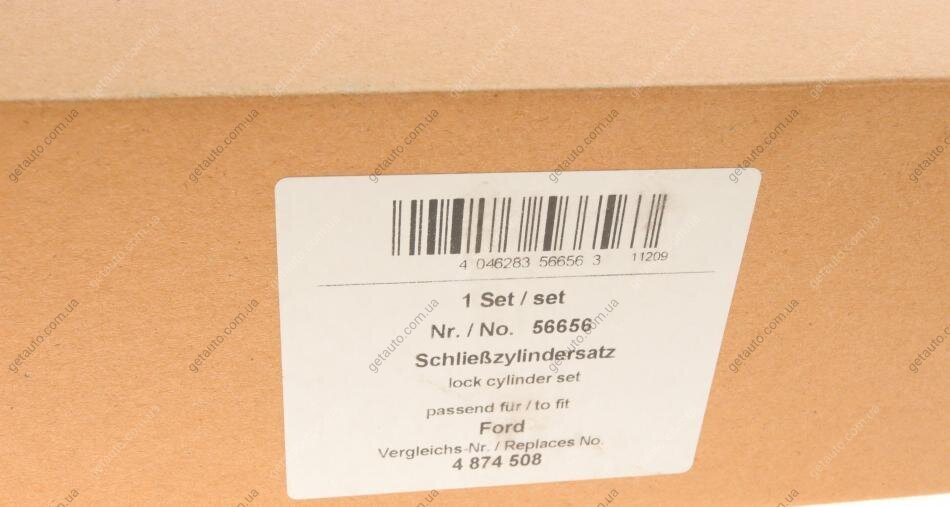 4 046283 56656 3 11209
1 Set / set
Nr. / No. 56656
Schließzylindersatz
lock cylinder set
passend für / to fit
Ford
Vergleichs-Nr. / Replaces No.
4 874 508
getauto.com.ua